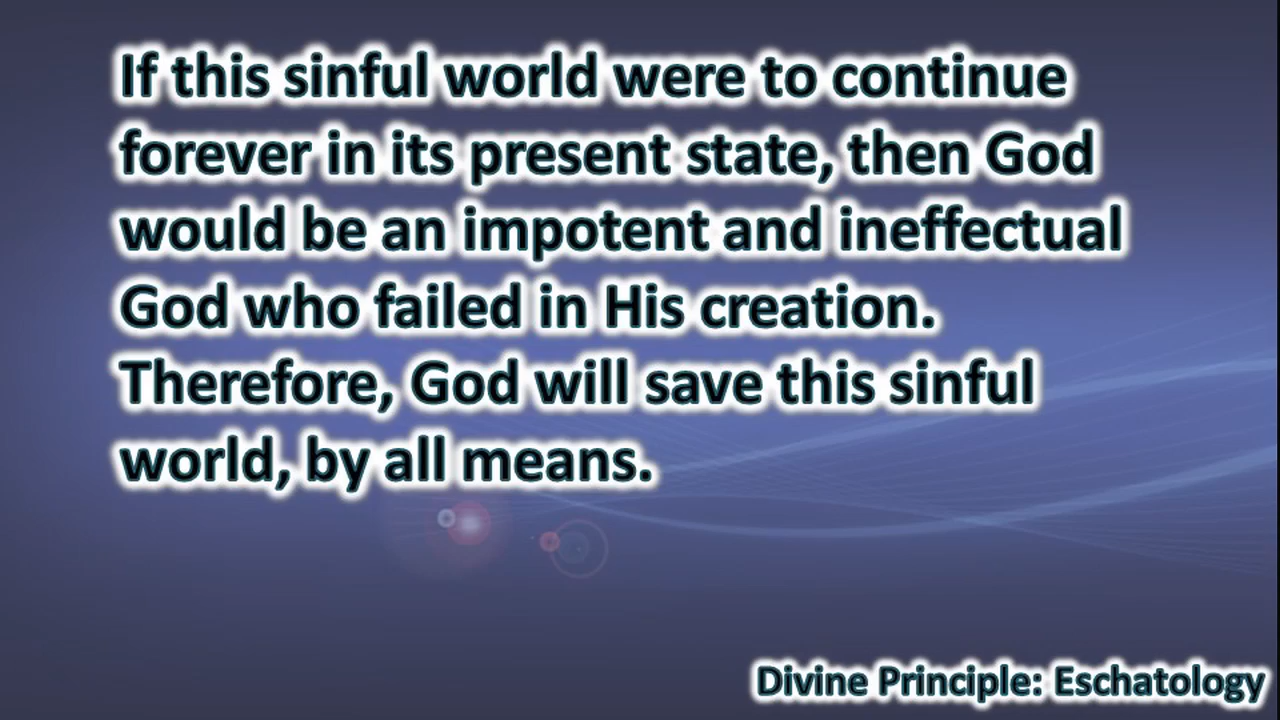 If this sinful world were to continue
forever in its present state, then God
would be an impotent and ineffectual
God who failed in His creation.
Therefore, God will save this sinful
world, by all means.
Divine Principle: Eschatology